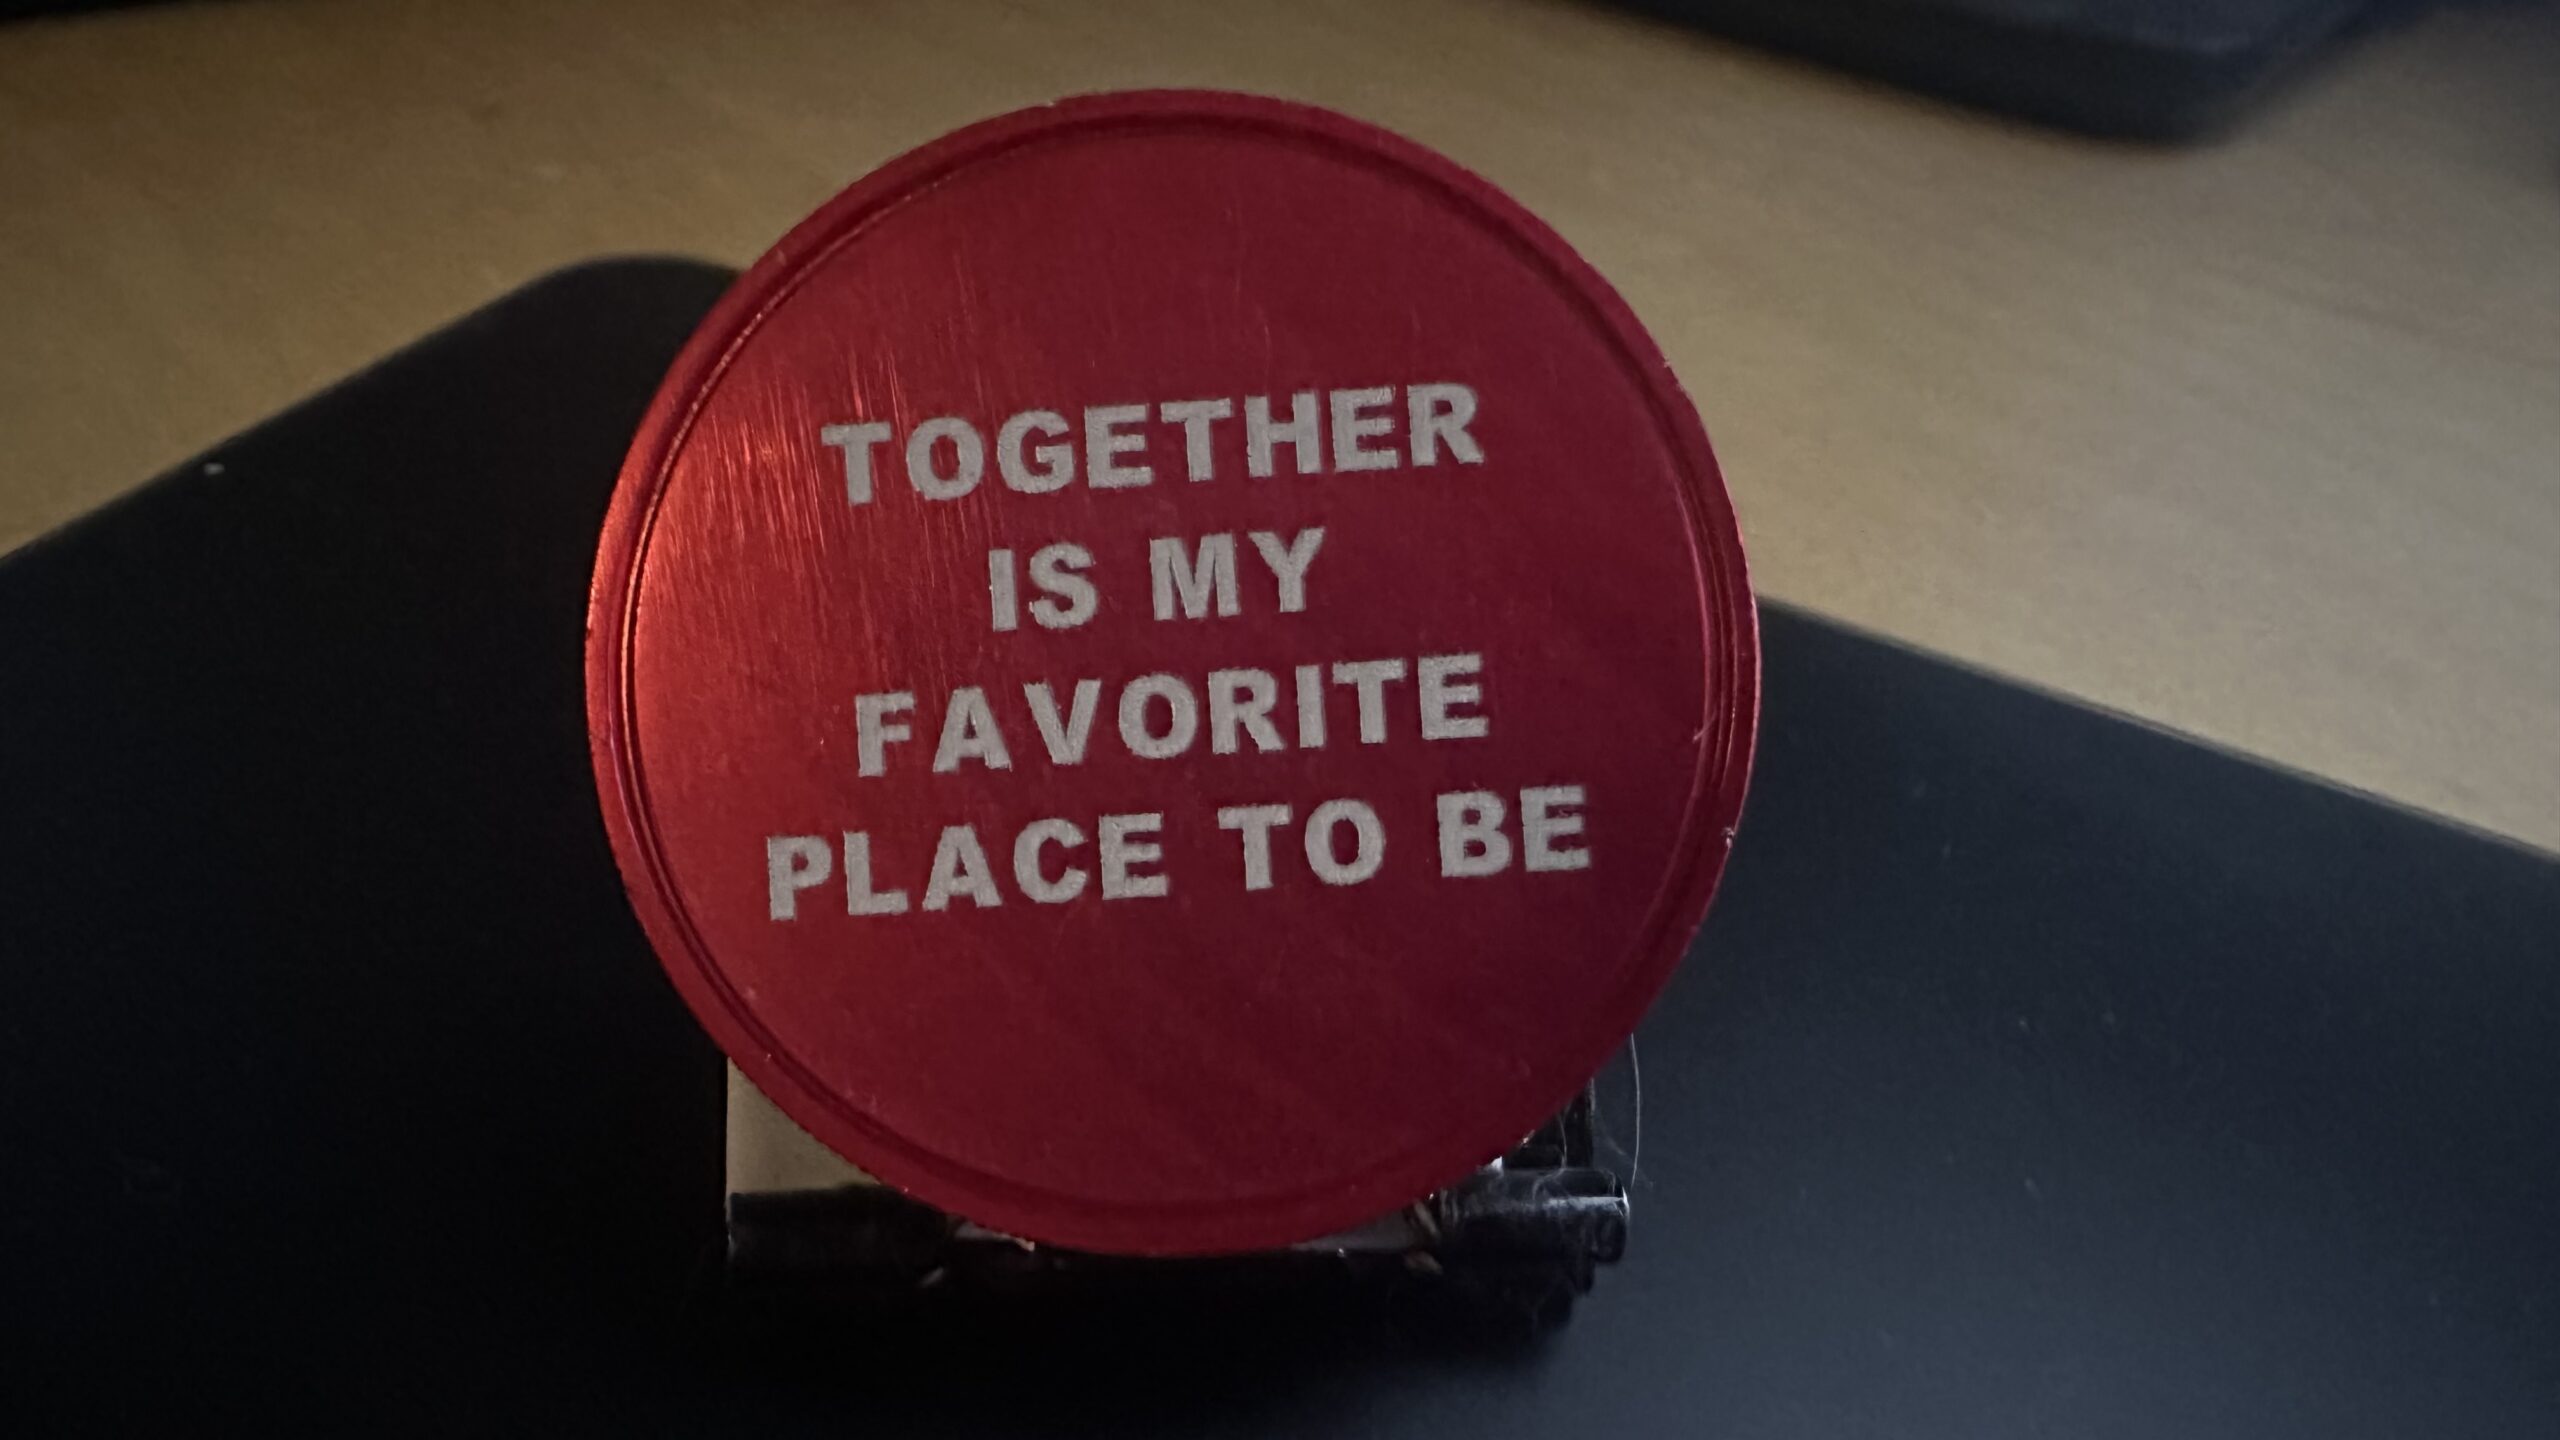 TOGETHER
IS MY
FAVORITE
PLACE TO BE